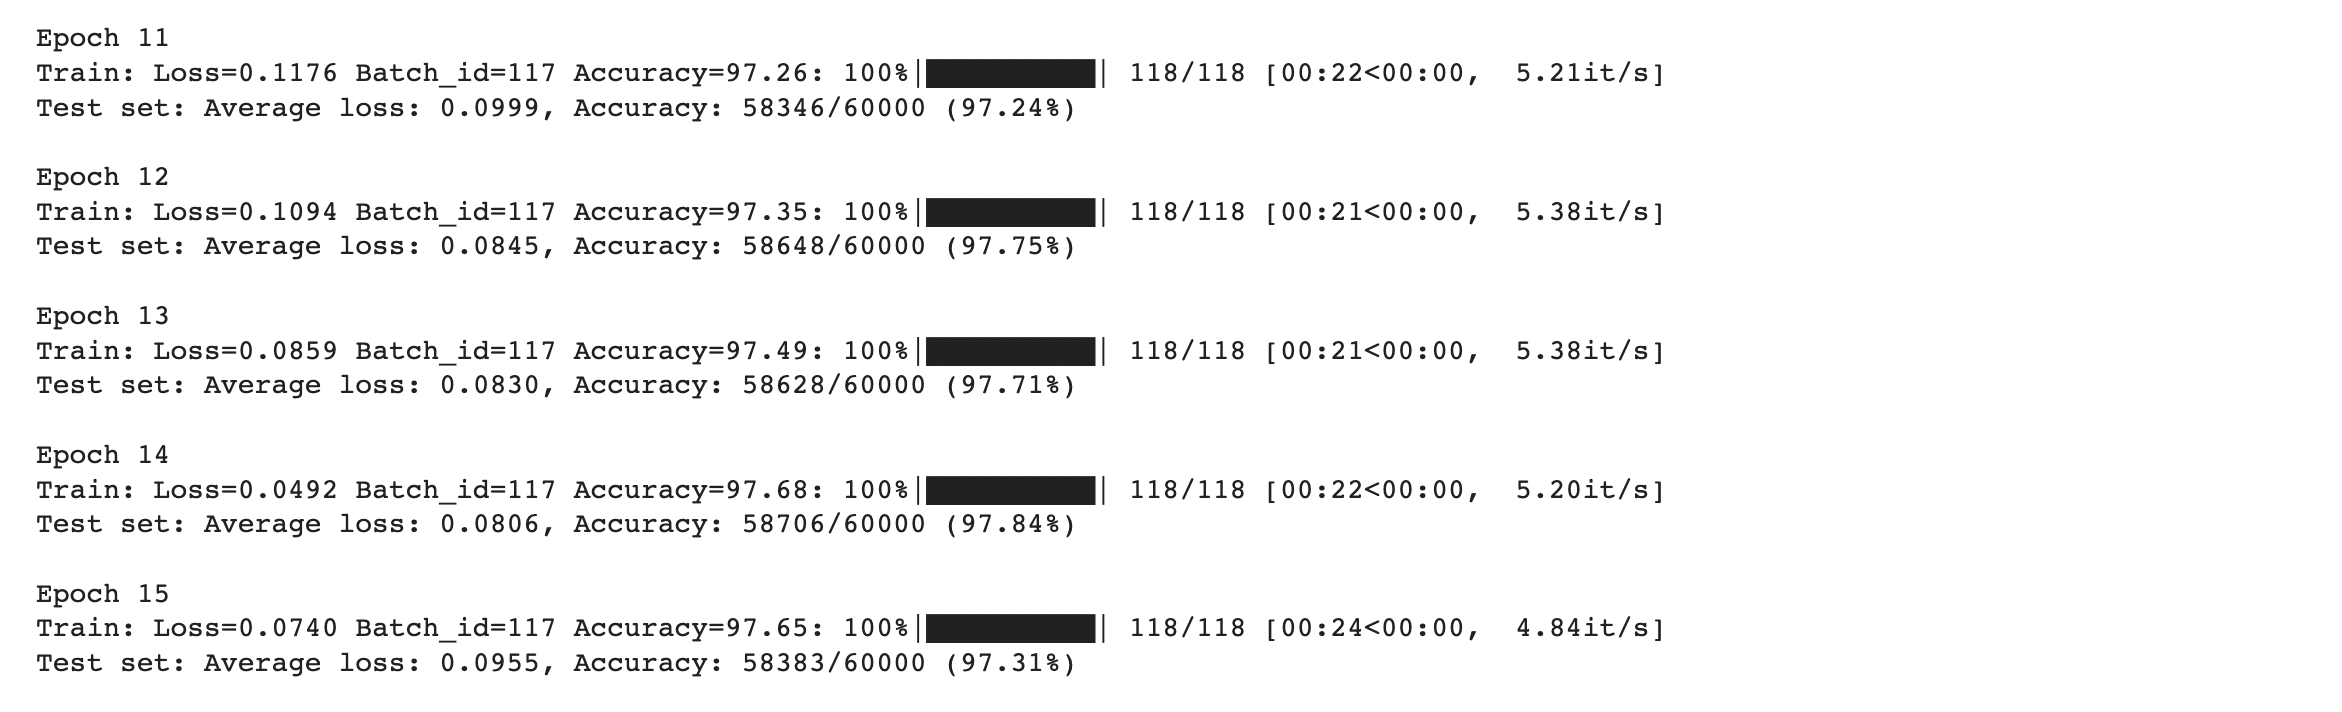 Epoch 11
Train: Loss=0.1176 Batch_id=117 Accuracy=97.26: 100%|██████████| 118/118 [00:22<00:00,  5.21it/s]
Test set: Average loss: 0.0999, Accuracy: 58346/60000 (97.24%)
Epoch 12
Train: Loss=0.1094 Batch_id=117 Accuracy=97.35: 100%|██████████| 118/118 [00:21<00:00,  5.38it/s]
Test set: Average loss: 0.0845, Accuracy: 58648/60000 (97.75%)
Epoch 13
Train: Loss=0.0859 Batch_id=117 Accuracy=97.49: 100%|██████████| 118/118 [00:21<00:00,  5.38it/s]
Test set: Average loss: 0.0830, Accuracy: 58628/60000 (97.71%)
Epoch 14
Train: Loss=0.0492 Batch_id=117 Accuracy=97.68: 100%|██████████| 118/118 [00:22<00:00,  5.20it/s]
Test set: Average loss: 0.0806, Accuracy: 58706/60000 (97.84%)
Epoch 15
Train: Loss=0.0740 Batch_id=117 Accuracy=97.65: 100%|██████████| 118/118 [00:24<00:00,  4.84it/s]
Test set: Average loss: 0.0955, Accuracy: 58383/60000 (97.31%)